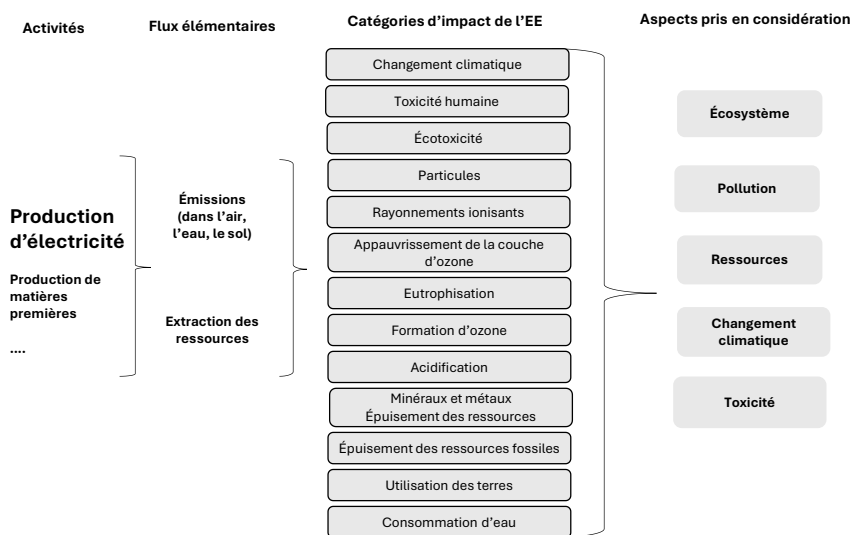 Activités
Flux élémentaires
Catégories d’impact de l’EE
Aspects pris en considération
Production
d’électricité
Production de
matières
premières
....
Émissions
(dans l’air,
l’eau, le sol)
Extraction des
ressources
Changement climatique
Toxicité humaine
Écotoxicité
Particules
Rayonnements ionisants
Appauvrissement de la couche
d’ozone
Eutrophisation
Formation d’ozone
Acidification
Minéraux et métaux
Épuisement des ressources
Épuisement des ressources fossiles
Utilisation des terres
Consommation d’eau
Écosystème
Pollution
Ressources
Changement
climatique
Toxicité